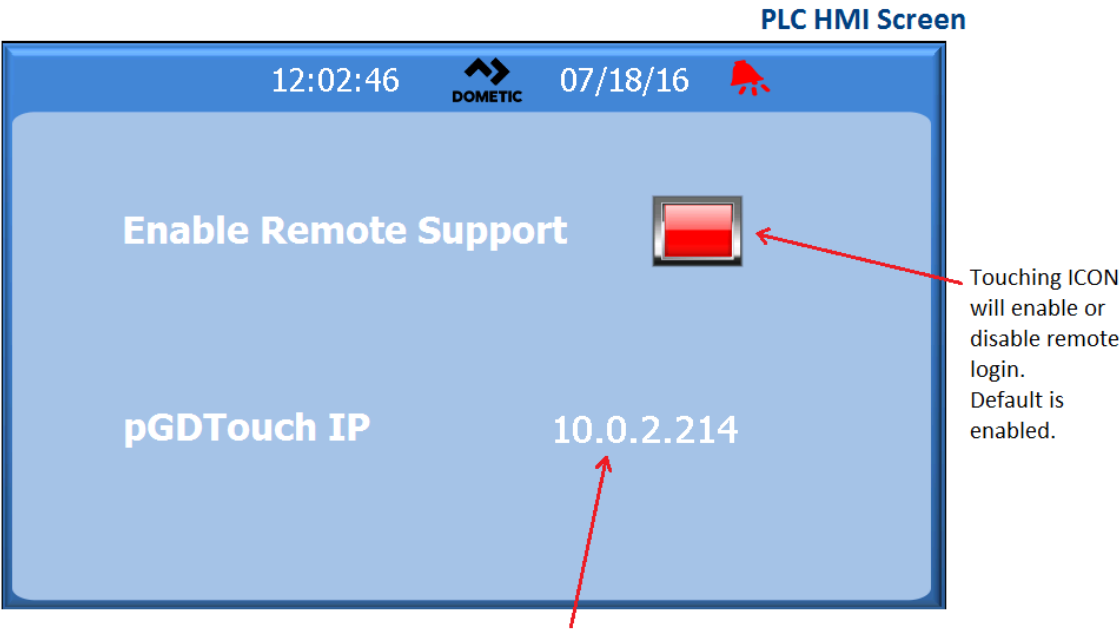 PLC HMI Screen
12:02:46 DOMETIC 07/18/16
Enable Remote Support
Touching ICON
will enable or
disable remote
login.
Default is
enabled.
pGDTouch IP 10.0.2.214